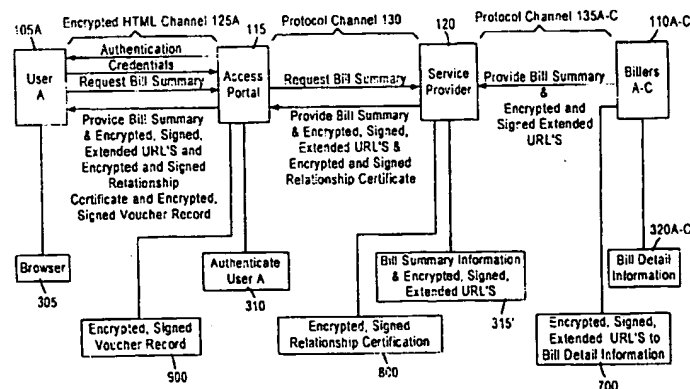 105A
Encrypted HTML Channel 125A
115
Protocol Channel 130
120
Protocol Channel 135A-C
110A-C
User
A
Authentication
Credentials
Request Bill Summary
Provide Bill Summary
& Encrypted, Signed,
Extended URL'S and
Encrypted and Signed
Relationship
Certificate and Encrypted,
Signed Voucher Record
Access
Portal
Request Bill Summary
Provide Bill Summary
& Encrypted, Signed,
Extended URL'S &
Encrypted and Signed
Relationship Certificate
Service
Provider
Provide Bill Summary
&
Encrypted and
Signed Extended
URL'S
Billers
A-C
320A-C
Browser
305
Authenticate
User A
310
Bill Summary Information
& Encrypted, Signed,
Extended URL'S
315'
Bill Detail
Information
Encrypted, Signed
Voucher Record
900
Encrypted, Signed
Relationship Certification
800
Encrypted, Signed,
Extended URL'S to
Bill Detail Information
700